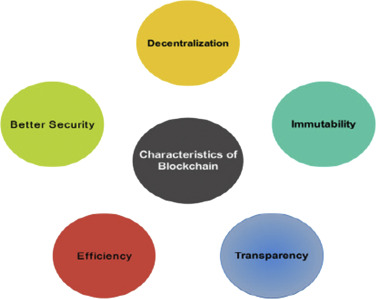 Decentralization
Better Security
Immutability
Characteristics of
Blockchain
Efficiency
Transparency